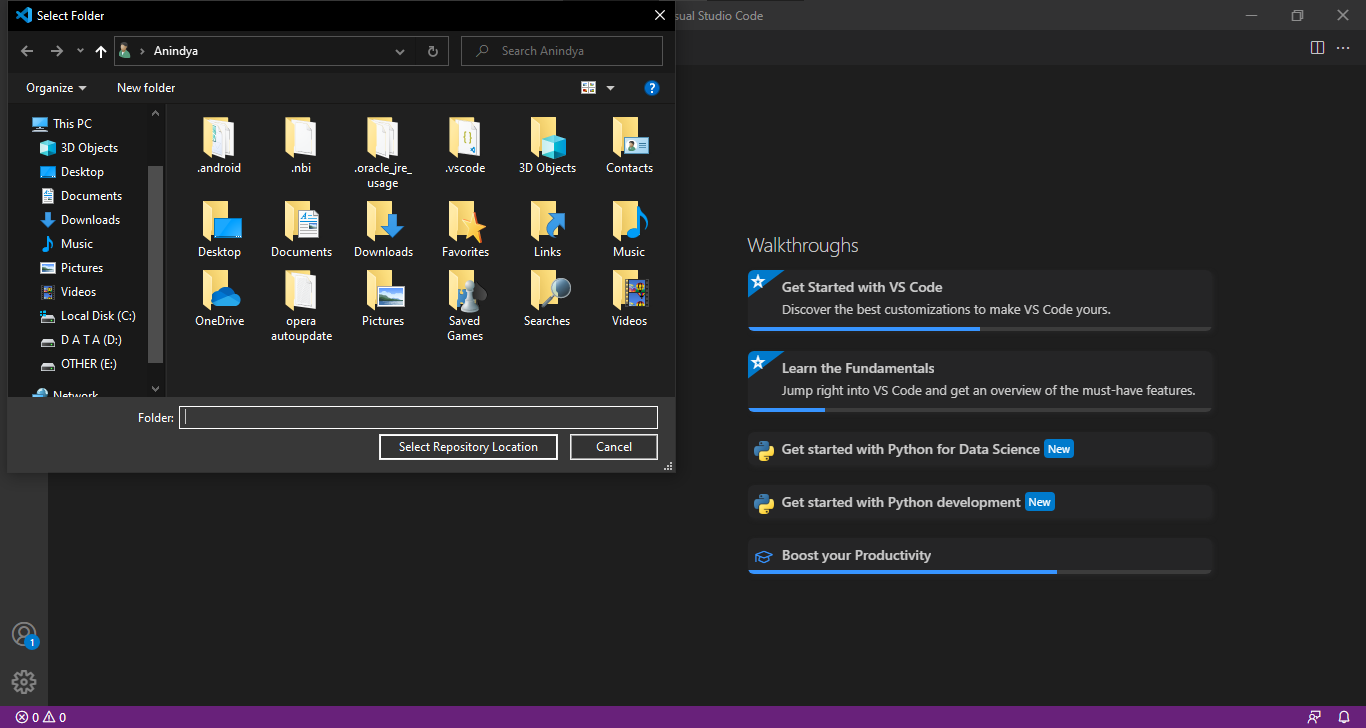 Select Folder
sual Studio Code
Anindya
Search Anindya
Organize
New folder
?
This PC
3D Objects
Desktop
Documents
Downloads
Music
Pictures
Videos
Local Disk (C:)
D A T A (D:)
OTHER (E:)
Network
.android
.nbi
.oracle_jre_
usage
.vscode
3D Objects
Contacts
Desktop
Documents
Downloads
Favorites
Links
Music
OneDrive
opera
autoupdate
Pictures
Saved
Games
Searches
Videos
Folder:
Select Repository Location
Cancel
Walkthroughs
Get Started with VS Code
Discover the best customizations to make VS Code yours.
Learn the Fundamentals
Jump right into VS Code and get an overview of the must-have features.
Get started with Python for Data Science New
Get started with Python development New
Boost your Productivity
1
0 0